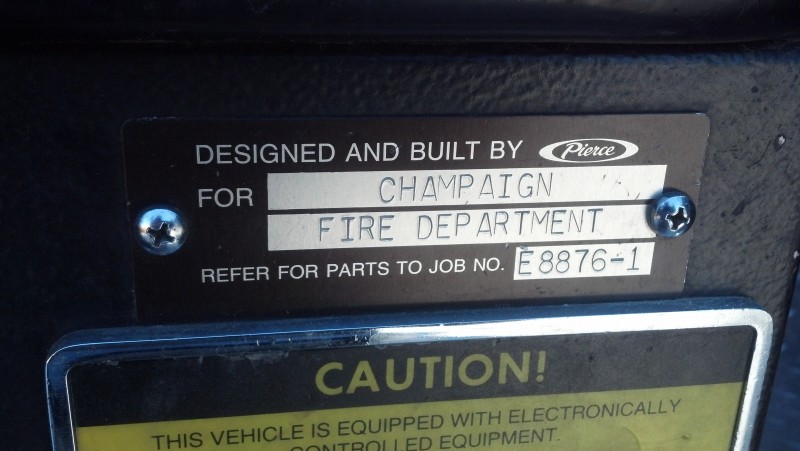 DESIGNED AND BUILT BY Pierce
FOR CHAMPAIGN
FIRE DEPARTMENT
REFER FOR PARTS TO JOB NO. E8876-1
CAUTION!
THIS VEHICLE IS EQUIPPED WITH ELECTRONICALLY
CONTROLLED EQUIPMENT.